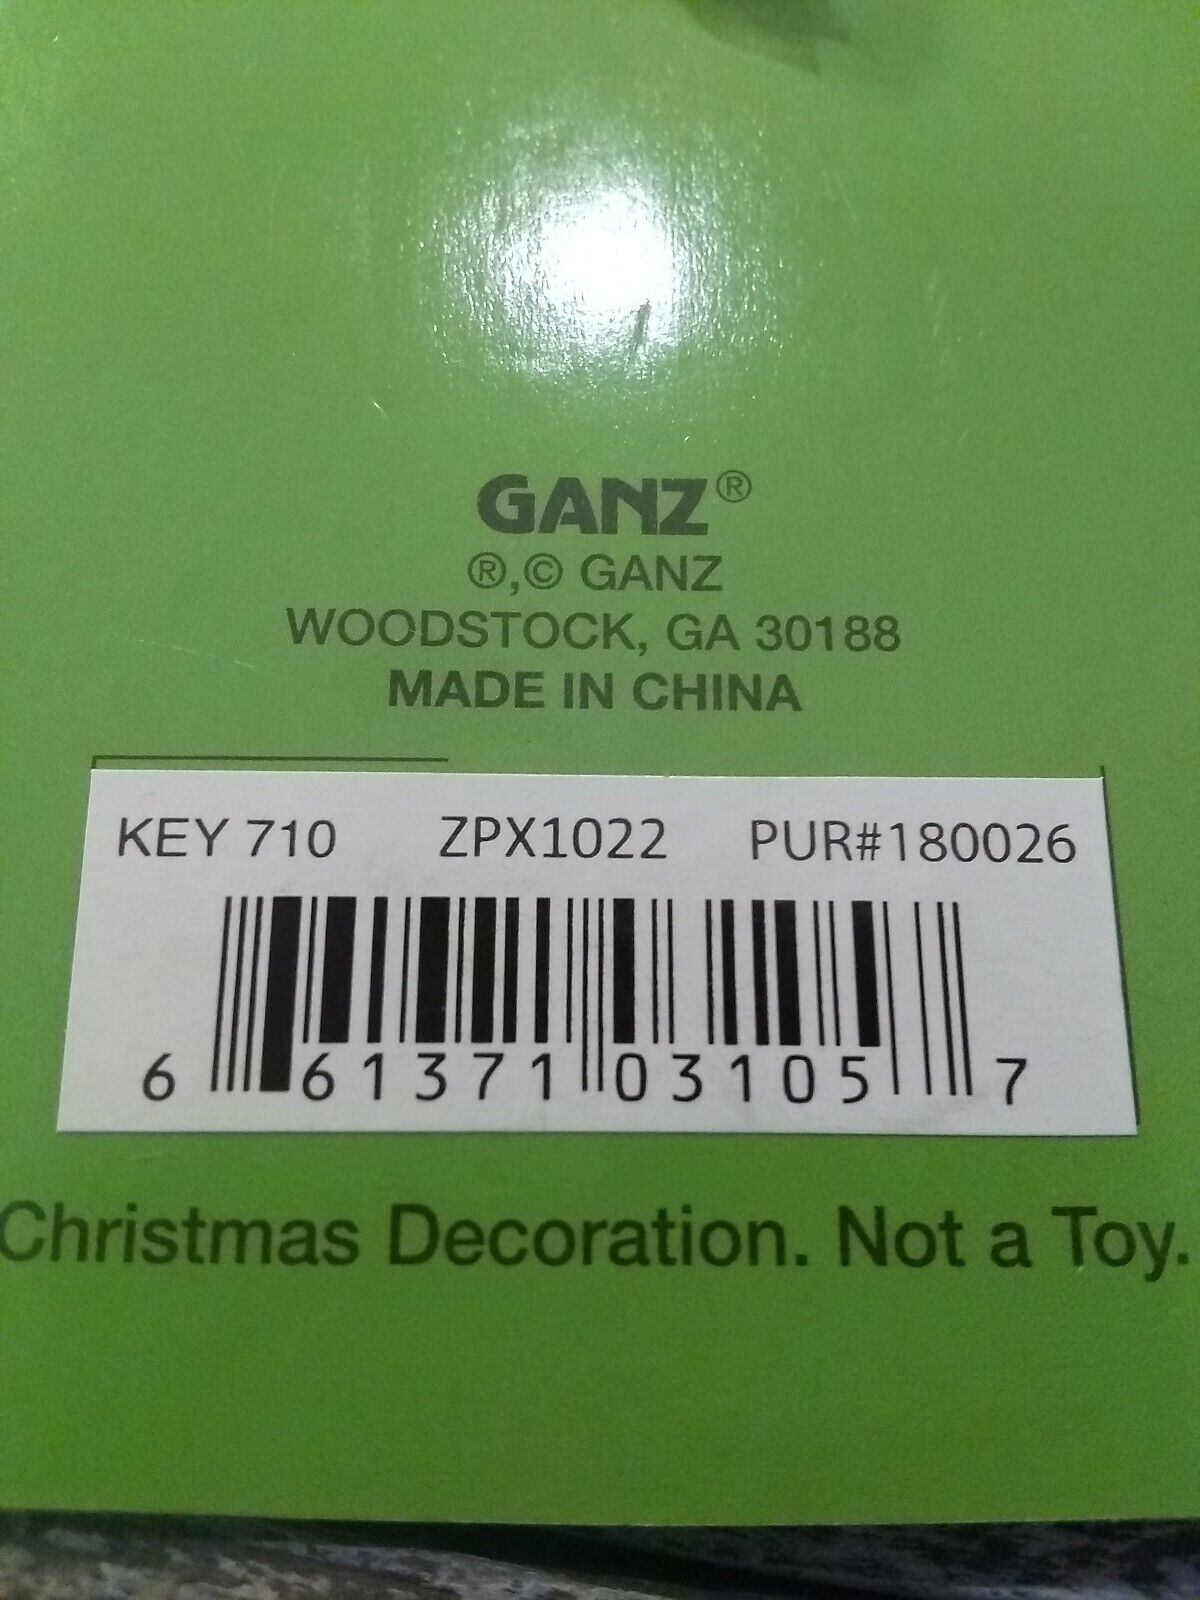 GANZ®
®,© GANZ
WOODSTOCK, GA 30188
MADE IN CHINA
KEY 710 ZPX1022 PUR#180026
6 61371 03105 7
Christmas Decoration. Not a Toy.